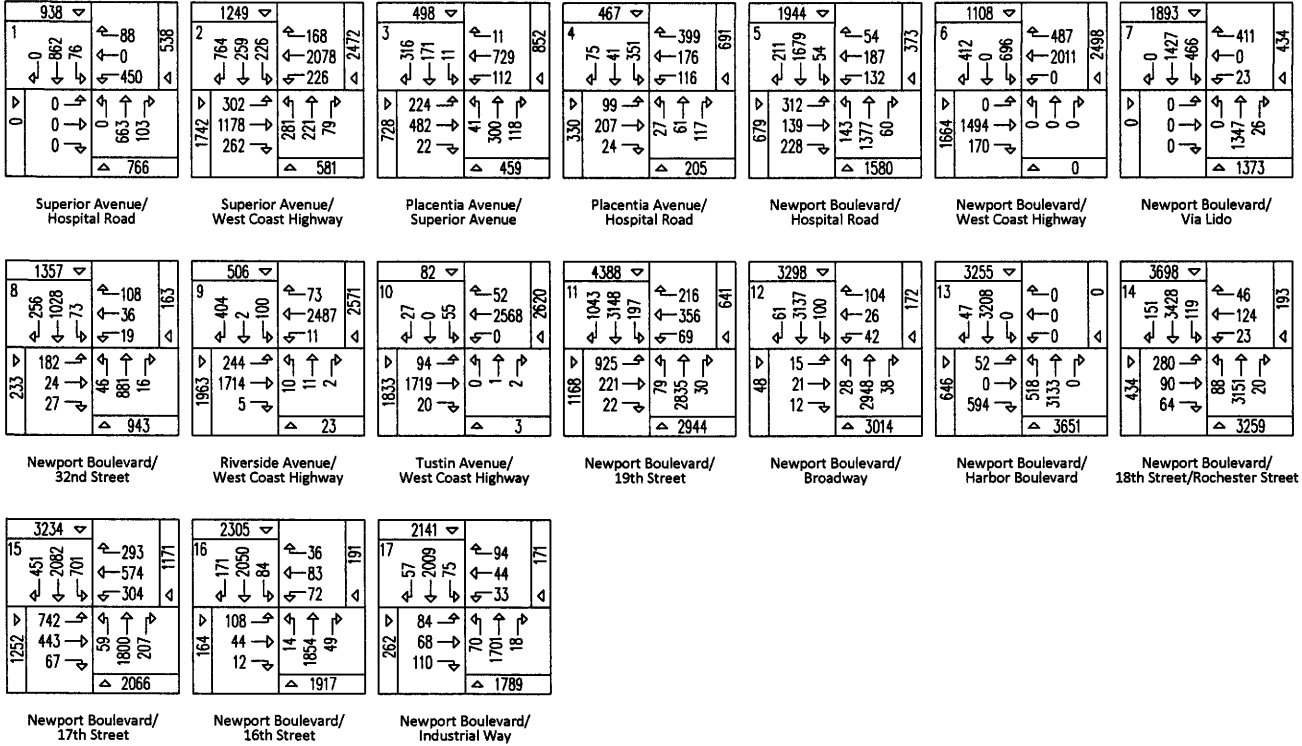 938
1
0 862 76
88
0
450
538
0
0
0
0
0 663 103
766
Superior Avenue/
Hospital Road
1249
2
764 259 226
168
2078
226
2472
1742
302
1178
262
281 221 79
581
Superior Avenue/
West Coast Highway
498
3
316 171 11
11
729
112
852
728
224
482
22
41 300 118
459
Placentia Avenue/
Superior Avenue
467
4
75 41 351
399
176
116
691
330
99
207
24
27 61 117
205
Placentia Avenue/
Hospital Road
1944
5
211 1679 54
54
187
132
373
679
312
139
228
143 1377 60
1580
Newport Boulevard/
Hospital Road
1108
6
412 0 696
487
2011
0
2498
1664
0
1494
170
0 0 0
0
Newport Boulevard/
West Coast Highway
1893
7
0 1427 466
411
0
23
434
0
0
0
0
0 1347 26
1373
Newport Boulevard/
Via Lido
1357
8
256 1028 73
108
36
19
163
233
182
24
27
46 881 16
943
Newport Boulevard/
32nd Street
506
9
404 2 100
73
2487
11
2571
1963
244
1714
5
10 11 2
23
Riverside Avenue/
West Coast Highway
82
10
27 0 55
52
2568
0
2620
1833
94
1719
20
0 1 2
3
Tustin Avenue/
West Coast Highway
4388
11
1043 3148 197
216
356
69
641
1168
925
221
22
79 2835 30
2944
Newport Boulevard/
19th Street
3298
12
61 3137 100
104
26
42
172
48
15
21
12
28 2948 38
3014
Newport Boulevard/
Broadway
3255
13
47 3208 0
0
0
0
0
646
52
0
594
518 3133 0
3651
Newport Boulevard/
Harbor Boulevard
3698
14
151 3428 119
46
124
23
193
434
280
90
64
88 3151 20
3259
Newport Boulevard/
18th Street/Rochester Street
3234
15
451 2082 701
293
574
304
1171
1252
742
443
67
59 1800 207
2066
Newport Boulevard/
17th Street
2305
16
171 2050 84
36
83
72
191
164
108
44
12
14 1854 49
1917
Newport Boulevard/
16th Street
2141
17
57 2009 75
94
44
33
171
262
84
68
110
70 1701 18
1789
Newport Boulevard/
Industrial Way